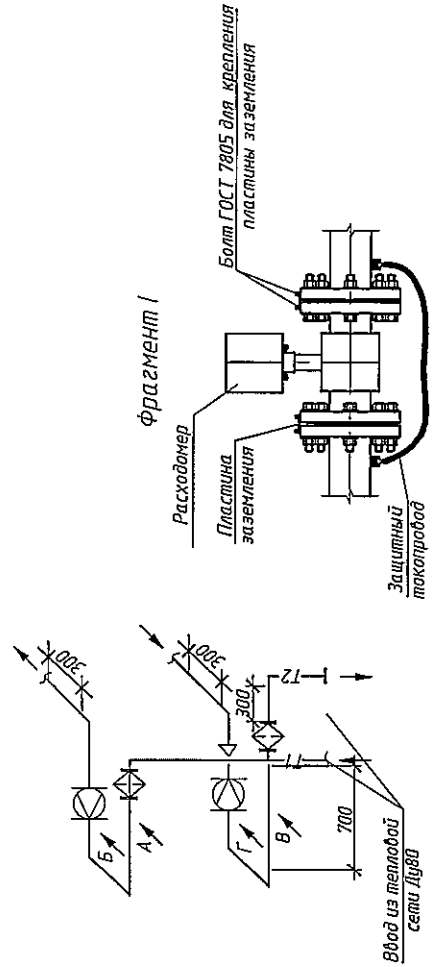 Фрагмент I
Расходомер
Пластина
заземления
Болт ГОСТ 7805 для крепления
пластины заземления
Защитный
токопровод
300
300
300
Б
А
Г
В
Т2
Т1
700
Ввод из тепловой
сети Ду80